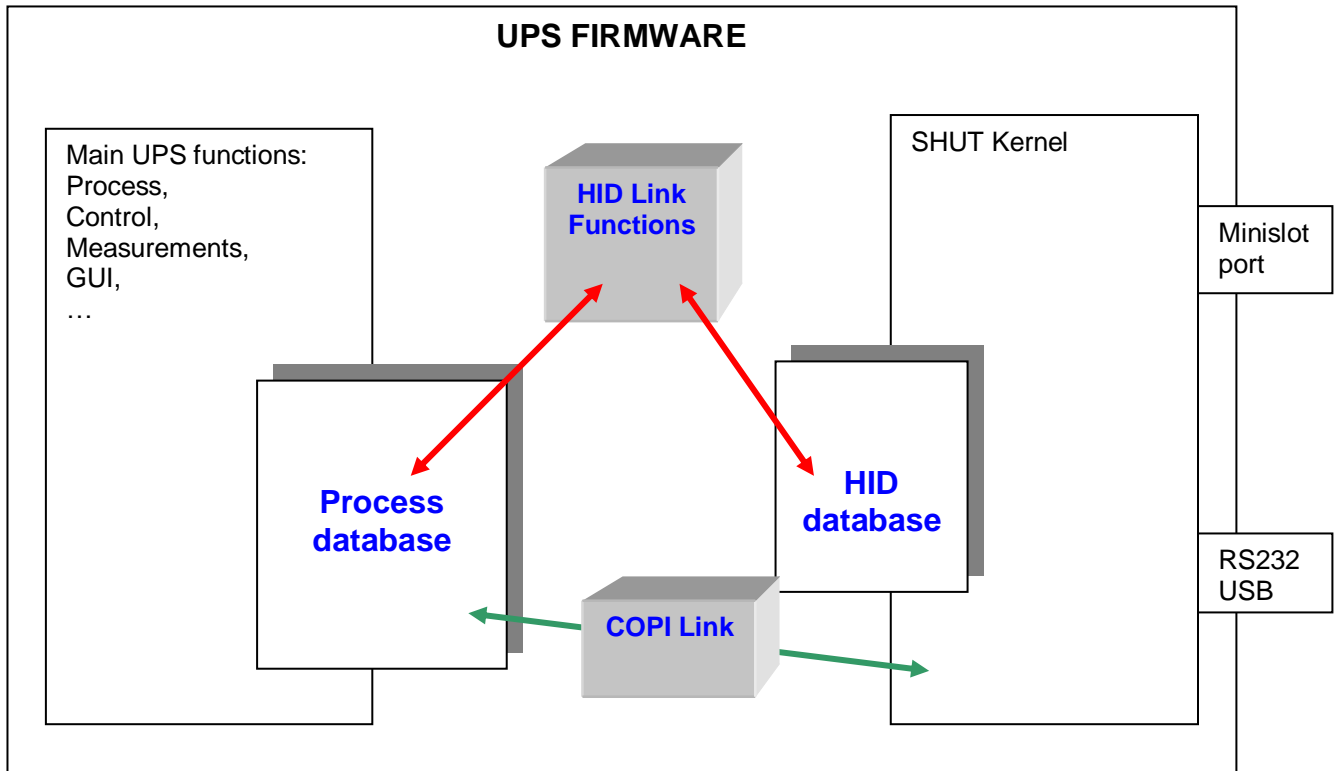 UPS FIRMWARE
Main UPS functions:
Process,
Control,
Measurements,
GUI,
…
HID Link
Functions
SHUT Kernel
Minislot
port
Process
database
HID
database
COPI Link
RS232
USB